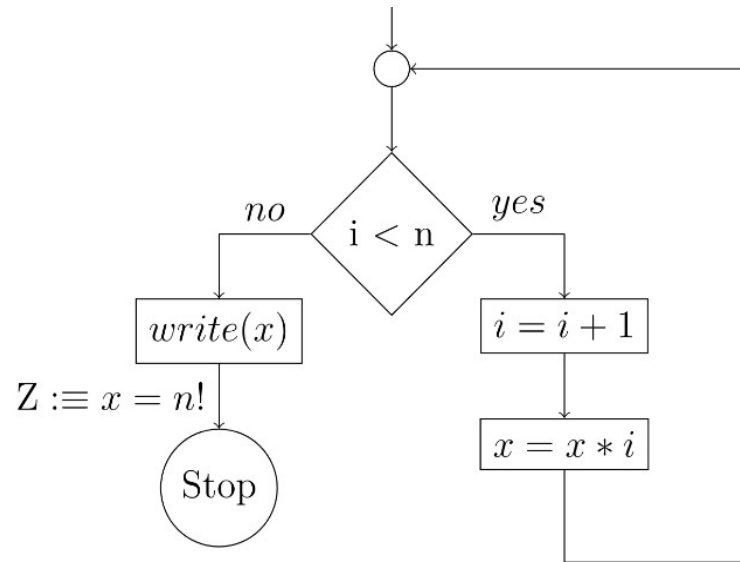 no
yes
i < n
write(x)
i = i + 1
Z :≡ x = n!
x = x ∗ i
Stop